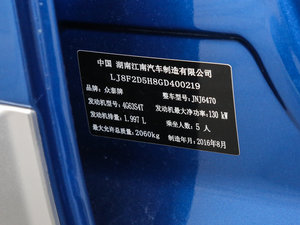 中国 湖南江南汽车制造有限公司
LJ8F2D5H8GD400219
品牌：众泰牌 整车型号：JNJ6470
发动机型号：4G63S4T 发动机最大净功率：130 kW
发动机排量：1.997 L 乘坐人数：5 人
最大允许总质量：2060kg 制造年月：2016年8月